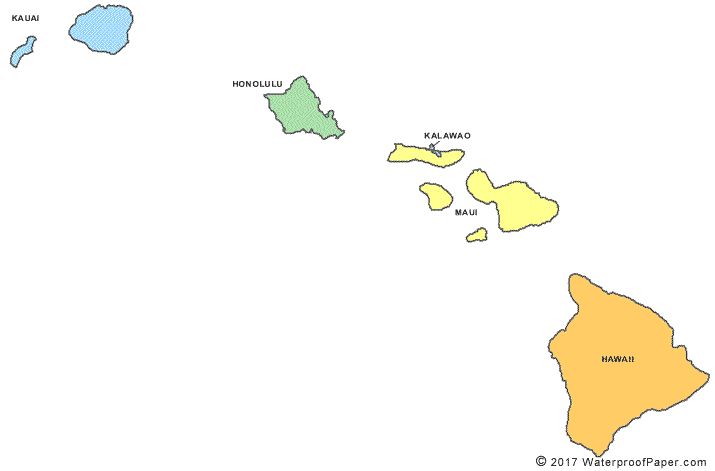 KAUAI
HONOLULU
KALAWAO
MAUI
HAWAII
© 2017 WaterproofPaper.com